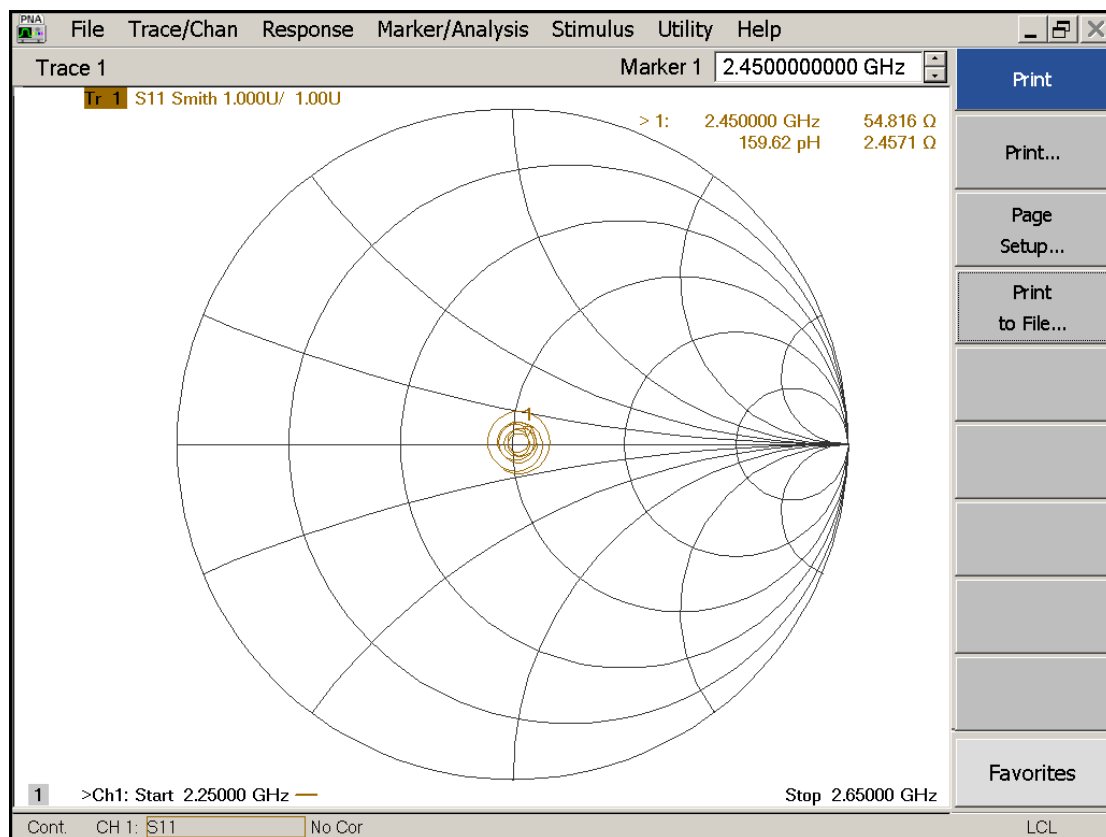 PNA
File Trace/Chan Response Marker/Analysis Stimulus Utility Help
Trace 1 Marker 1 2.4500000000 GHz
Print
Tr 1 S11 Smith 1.000U/ 1.00U
> 1: 2.450000 GHz 54.816 Ω
159.62 pH 2.4571 Ω
Print...
Page
Setup...
Print
to File...
1
Favorites
1 >Ch1: Start 2.25000 GHz Stop 2.65000 GHz
Cont. CH 1: S11 No Cor LCL